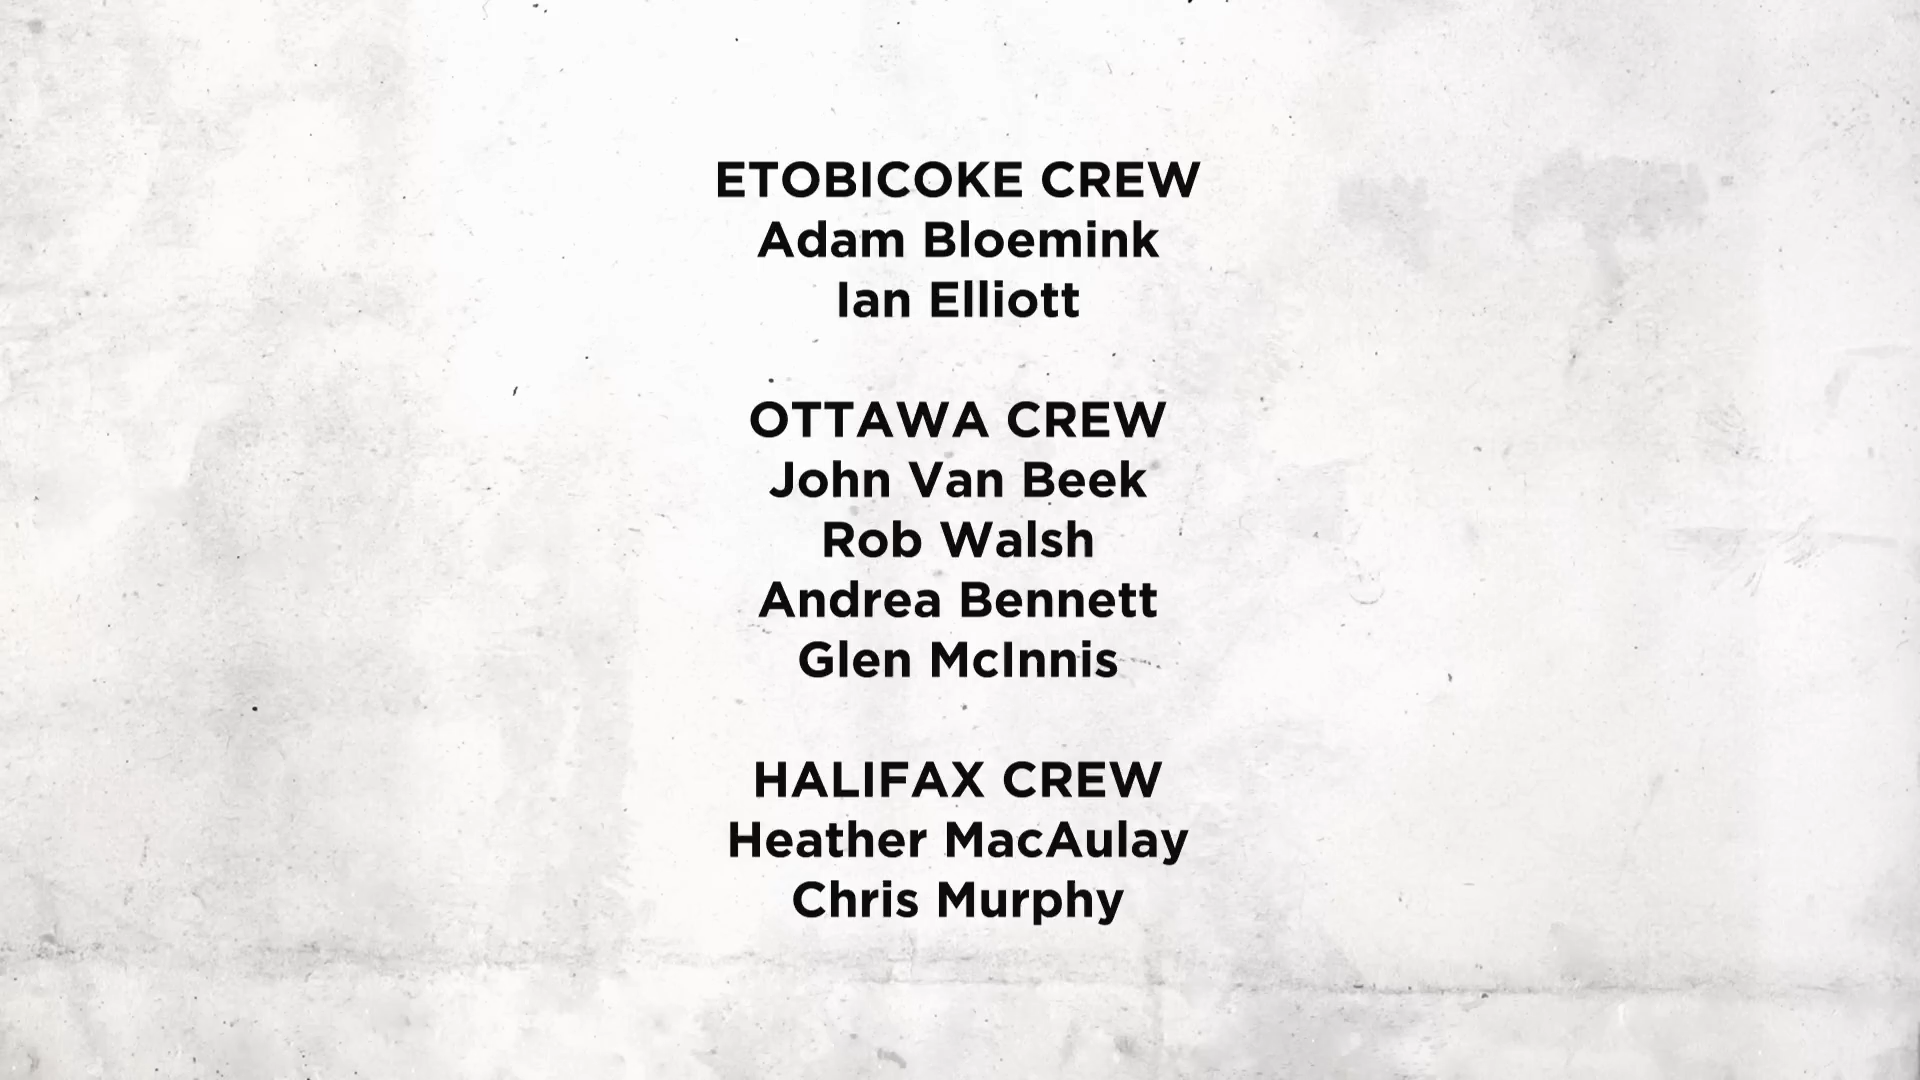 ETOBICOKE CREW
Adam Bloemink
Ian Elliott
OTTAWA CREW
John Van Beek
Rob Walsh
Andrea Bennett
Glen McInnis
HALIFAX CREW
Heather MacAulay
Chris Murphy